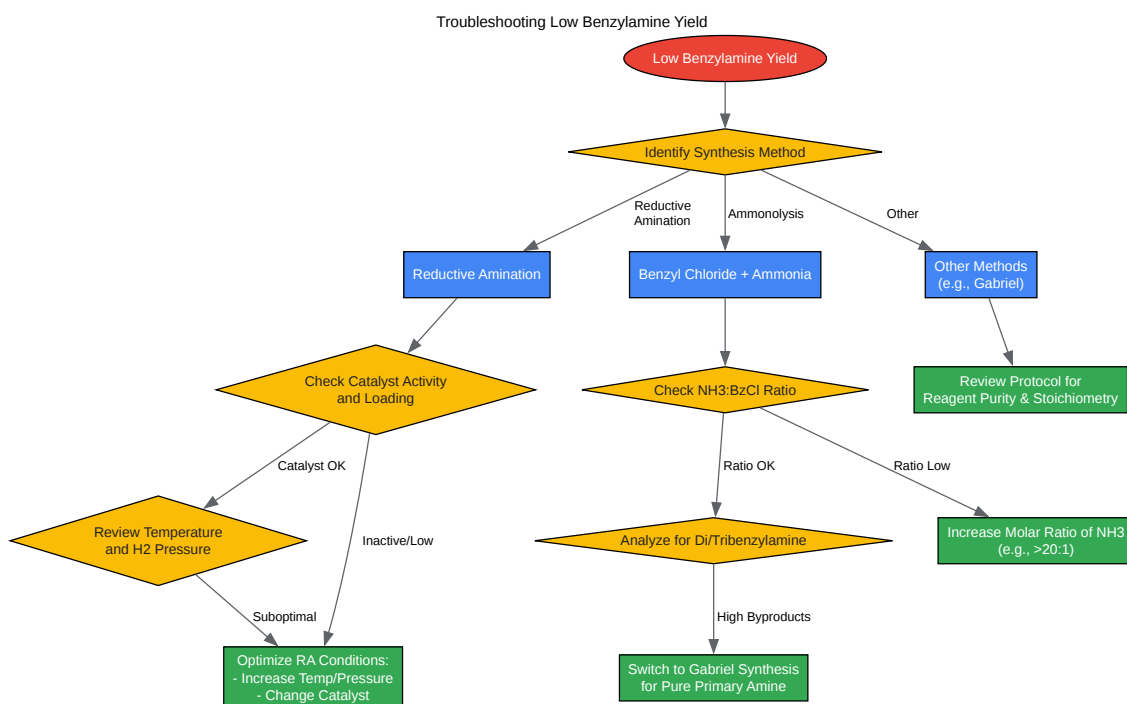 Troubleshooting Low Benzylamine Yield
Low Benzylamine Yield
Identify Synthesis Method
Reductive
Amination
Ammonolysis
Other
Reductive Amination
Benzyl Chloride + Ammonia
Other Methods
(e.g., Gabriel)
Check Catalyst Activity
and Loading
Check NH3:BzCl Ratio
Review Protocol for
Reagent Purity & Stoichiometry
Catalyst OK
Ratio OK
Ratio Low
Review Temperature
and H2 Pressure
Inactive/Low
Analyze for Di/Tribenzylamine
Increase Molar Ratio of NH3
(e.g., >20:1)
Suboptimal
High Byproducts
Optimize RA Conditions:
- Increase Temp/Pressure
- Change Catalyst
Switch to Gabriel Synthesis
for Pure Primary Amine